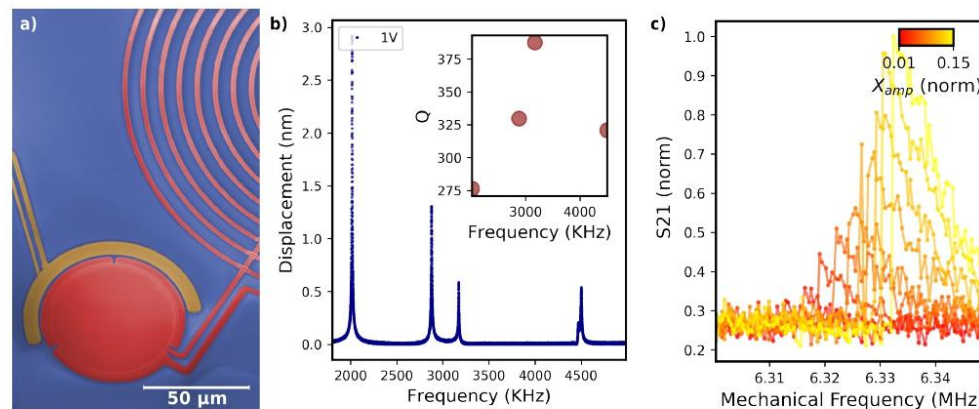 a)
50 µm
b)
1V
Displacement (nm)
3.0
2.5
2.0
1.5
1.0
0.5
0.0
2000 2500 3000 3500 4000 4500
Frequency (KHz)
Q
375
350
325
300
275
3000 4000
Frequency (KHz)
c)
S21 (norm)
1.0
0.9
0.8
0.7
0.6
0.5
0.4
0.3
0.2
0.01 0.15
Xamp (norm)
6.31 6.32 6.33 6.34
Mechanical Frequency (MHz